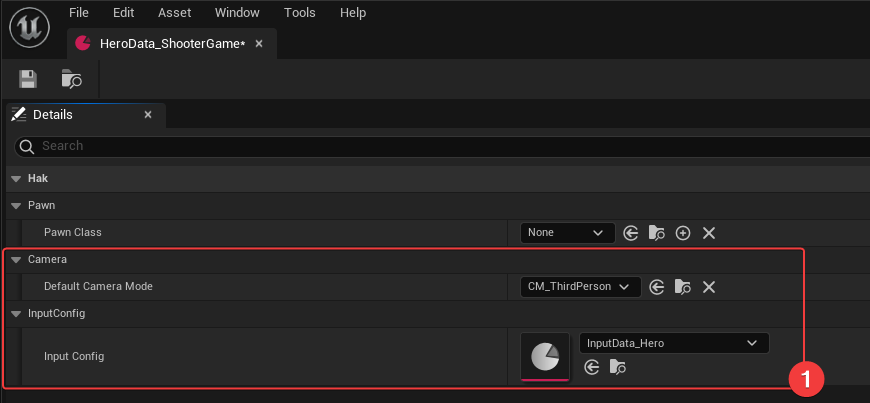 File Edit Asset Window Tools Help
HeroData_ShooterGame*
Details
Search
Hak
Pawn
Pawn Class None
Camera
Default Camera Mode CM_ThirdPerson
InputConfig
InputData_Hero
Input Config
1